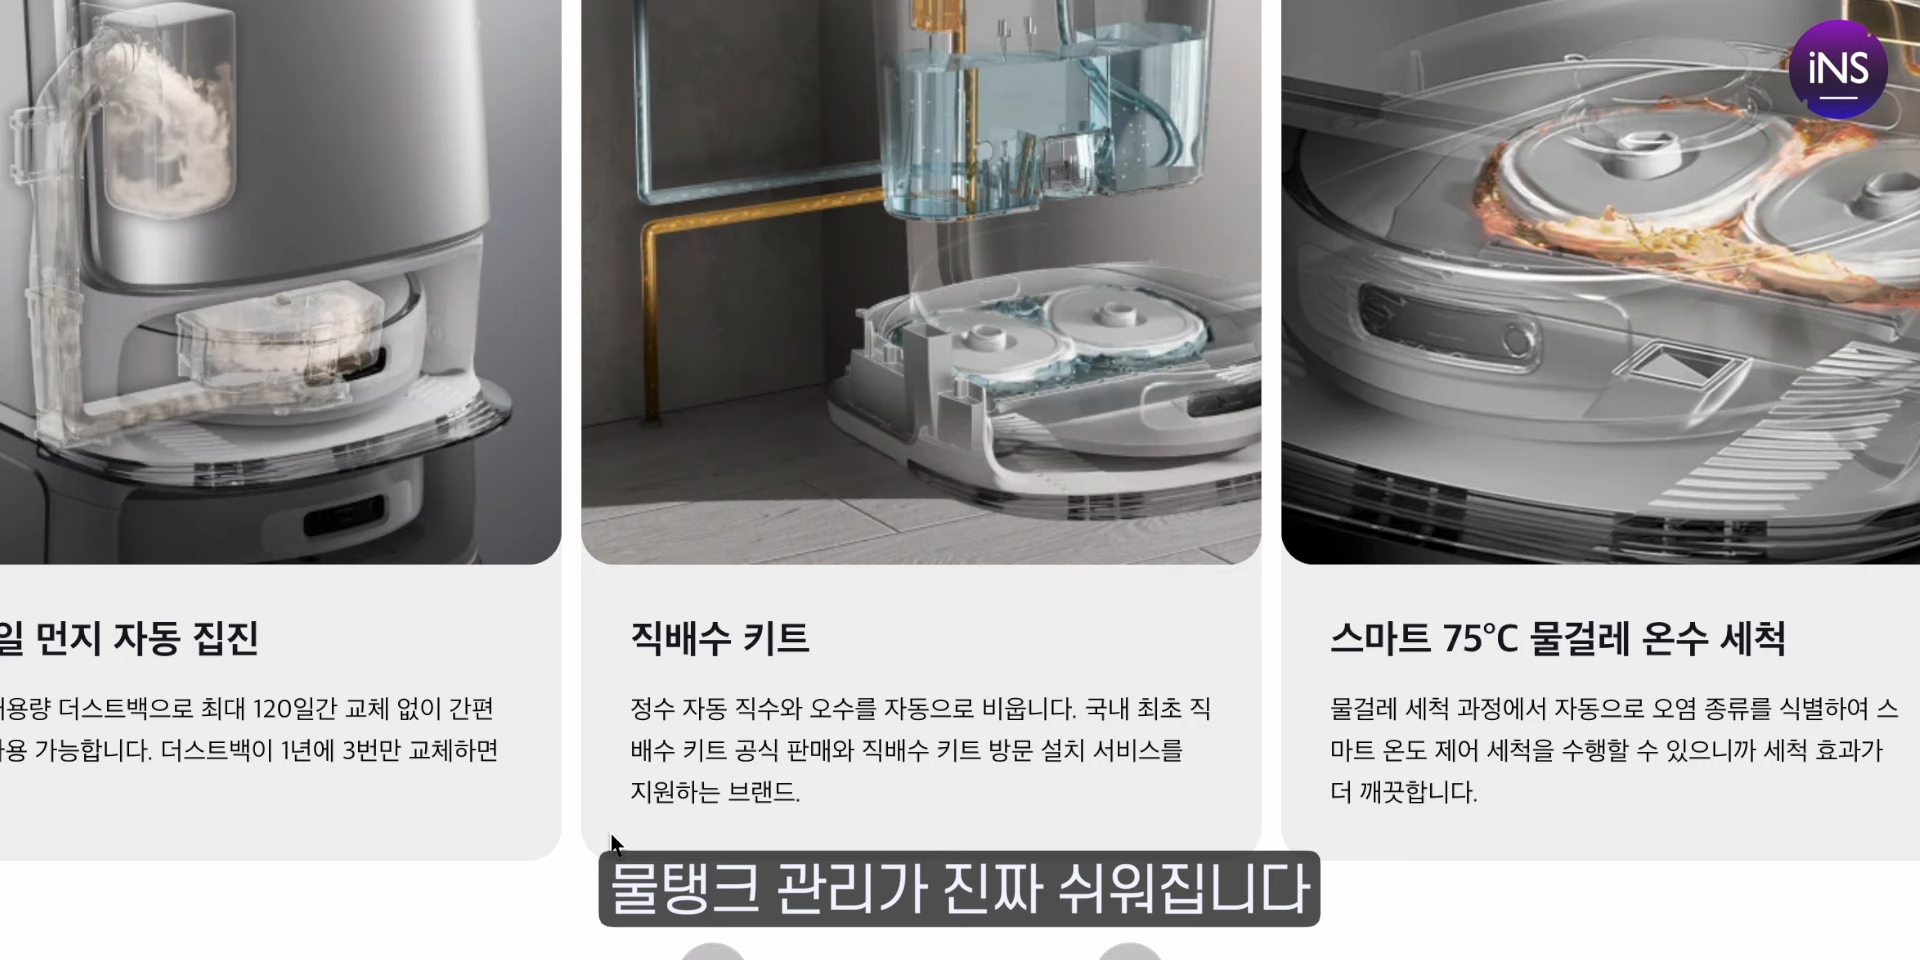 iNS
일 먼지 자동 집진
용량 더스트백으로 최대 120일간 교체 없이 간편
용 가능합니다. 더스트백이 1년에 3번만 교체하면
직배수 키트
정수 자동 직수와 오수를 자동으로 비웁니다. 국내 최초 직
배수 키트 공식 판매와 직배수 키트 방문 설치 서비스를
지원하는 브랜드.
스마트 75°C 물걸레 온수 세척
물걸레 세척 과정에서 자동으로 오염 종류를 식별하여 스
마트 온도 제어 세척을 수행할 수 있으니까 세척 효과가
더 깨끗합니다.
물탱크 관리가 진짜 쉬워집니다